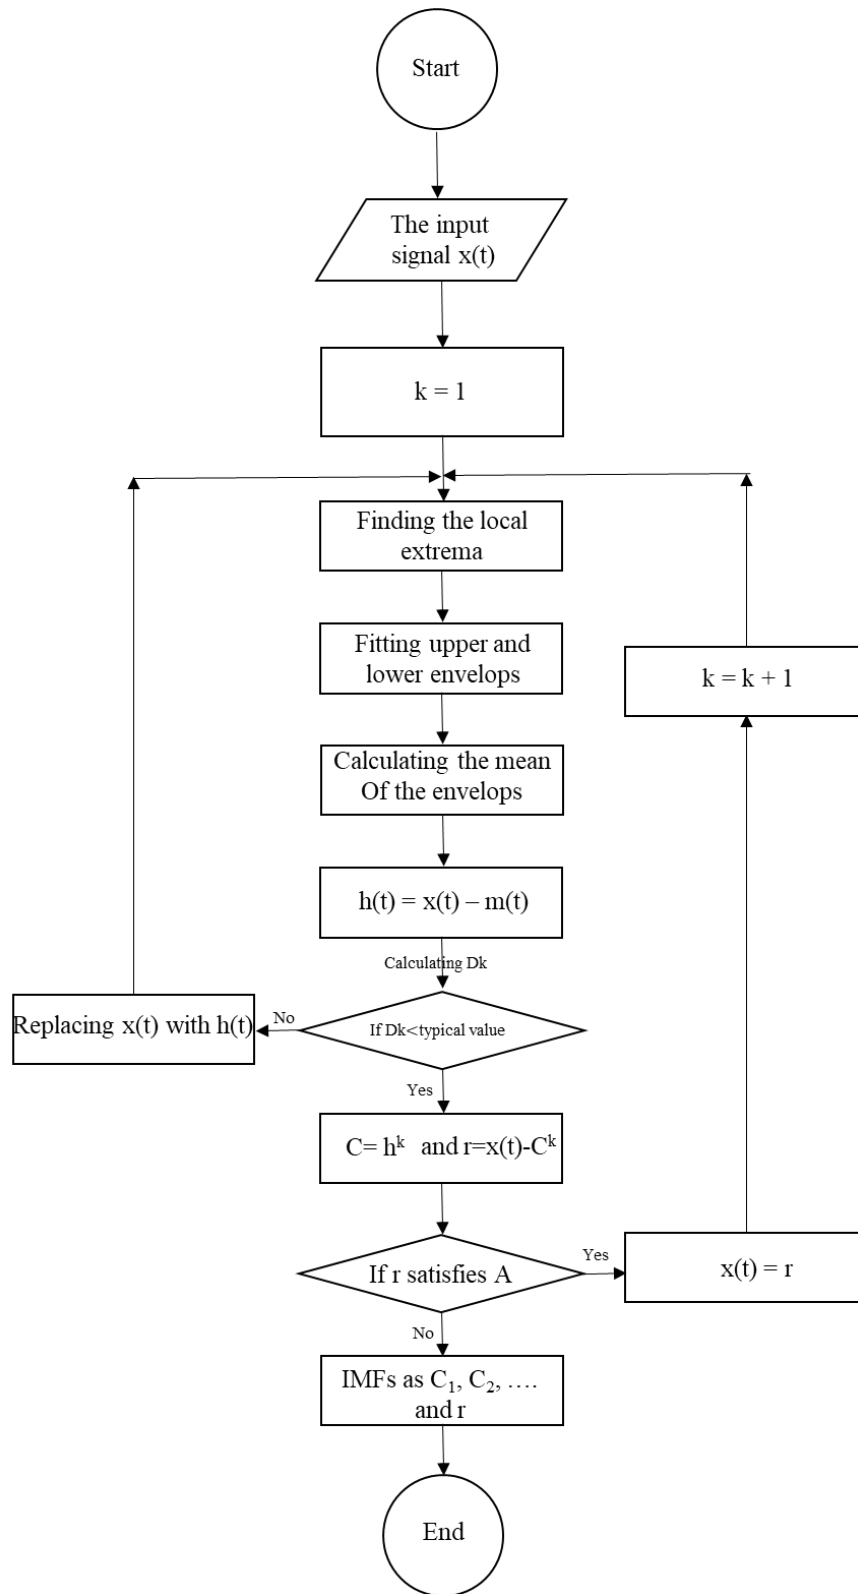 Start
The input
signal x(t)
k = 1
Finding the local
extrema
Fitting upper and
lower envelops
k = k + 1
Calculating the mean
Of the envelops
h(t) = x(t) – m(t)
Calculating Dk
Replacing x(t) with h(t)
No
If Dk<typical value
Yes
C= hᵏ and r=x(t)-Cᵏ
If r satisfies A
Yes
x(t) = r
No
IMFs as C₁, C₂, ….
and r
End